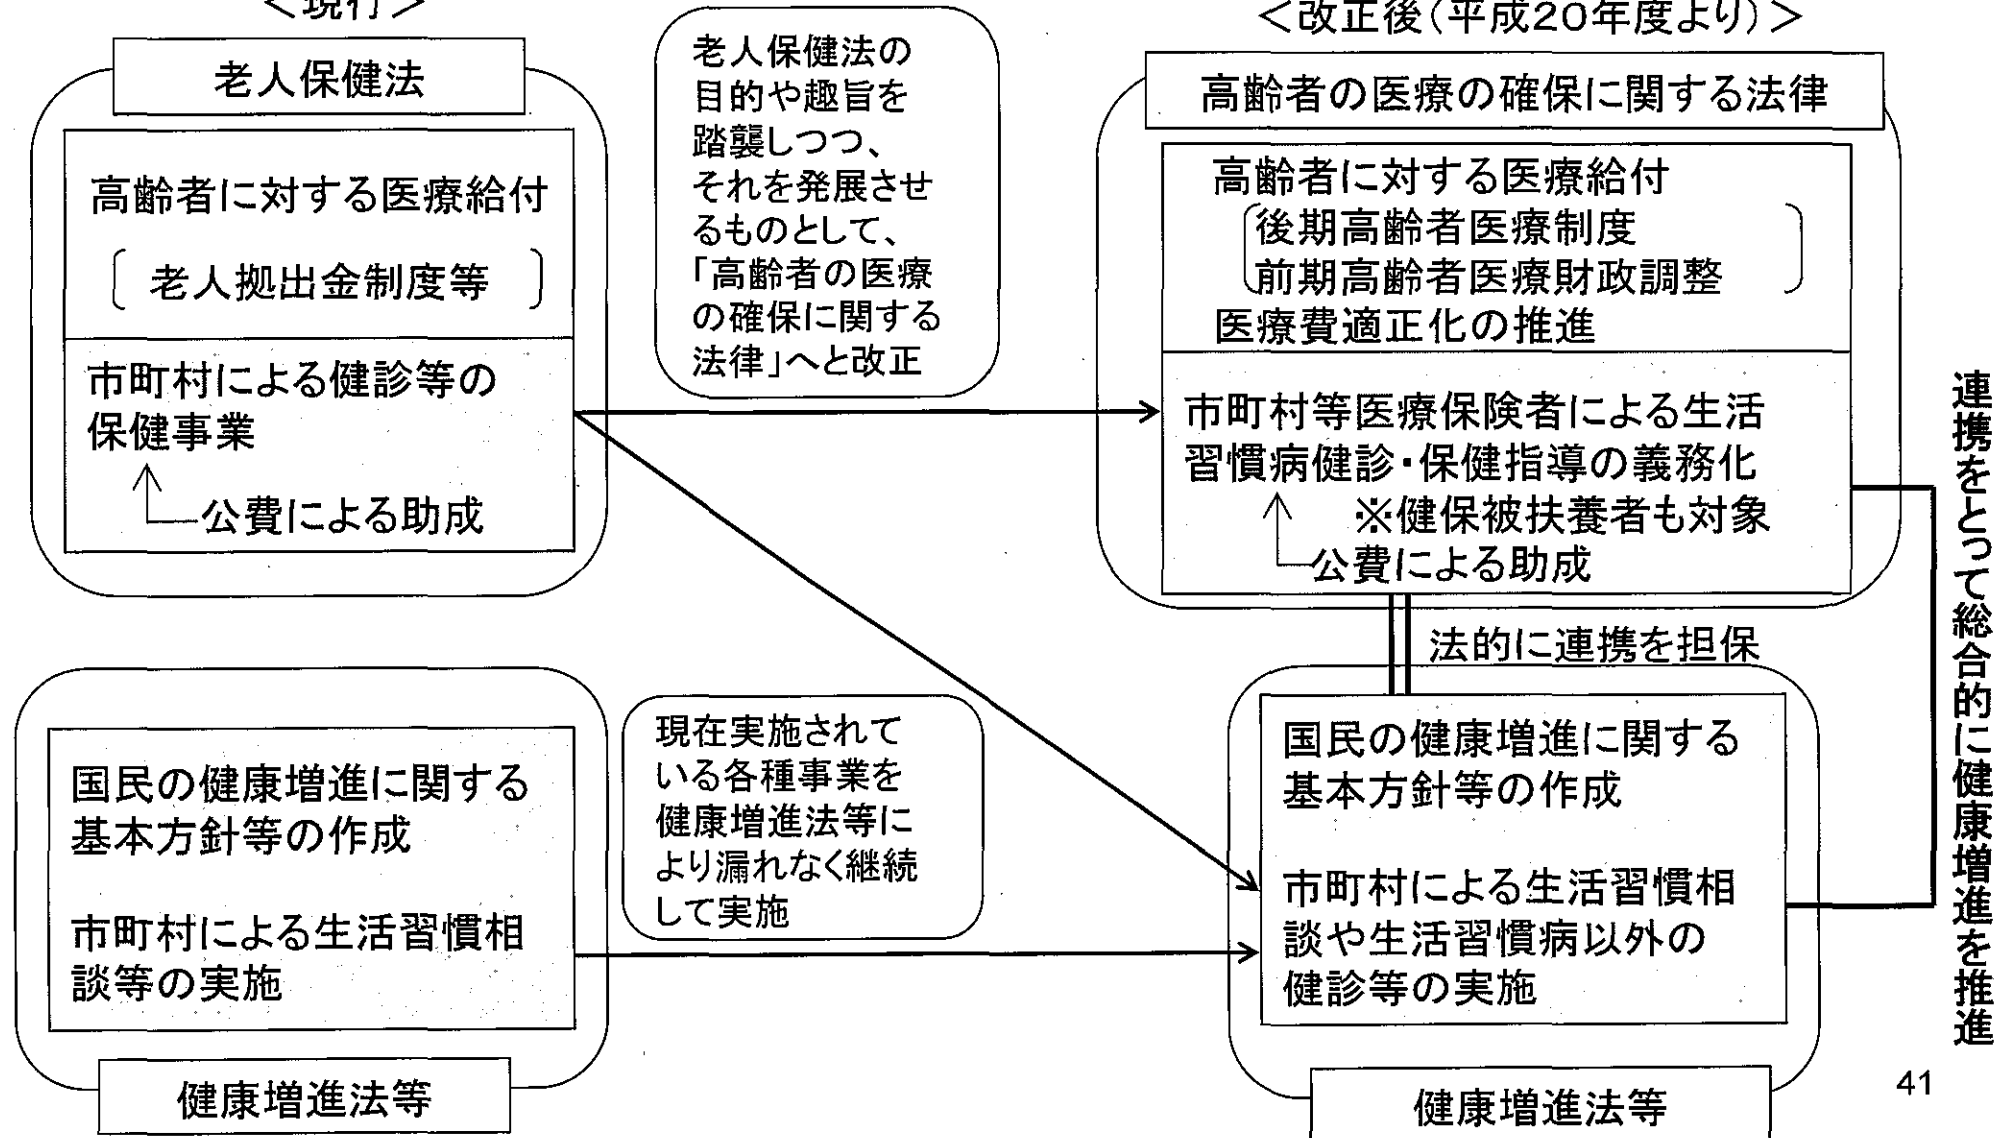 <現行>
老人保健法
高齢者に対する医療給付
老人拠出金制度等
市町村による健診等の
保健事業
公費による助成
国民の健康増進に関する
基本方針等の作成
市町村による生活習慣相
談等の実施
健康増進法等
老人保健法の
目的や趣旨を
踏襲しつつ、
それを発展させ
るものとして、
「高齢者の医療
の確保に関する
法律」へと改正
現在実施されて
いる各種事業を
健康増進法等に
より漏れなく継続
して実施
<改正後(平成20年度より)>
高齢者の医療の確保に関する法律
高齢者に対する医療給付
後期高齢者医療制度
前期高齢者医療財政調整
医療費適正化の推進
市町村等医療保険者による生活
習慣病健診・保健指導の義務化
※健保被扶養者も対象
公費による助成
法的に連携を担保
国民の健康増進に関する
基本方針等の作成
市町村による生活習慣相
談や生活習慣病以外の
健診等の実施
健康増進法等
連携をとって総合的に健康増進を推進
41